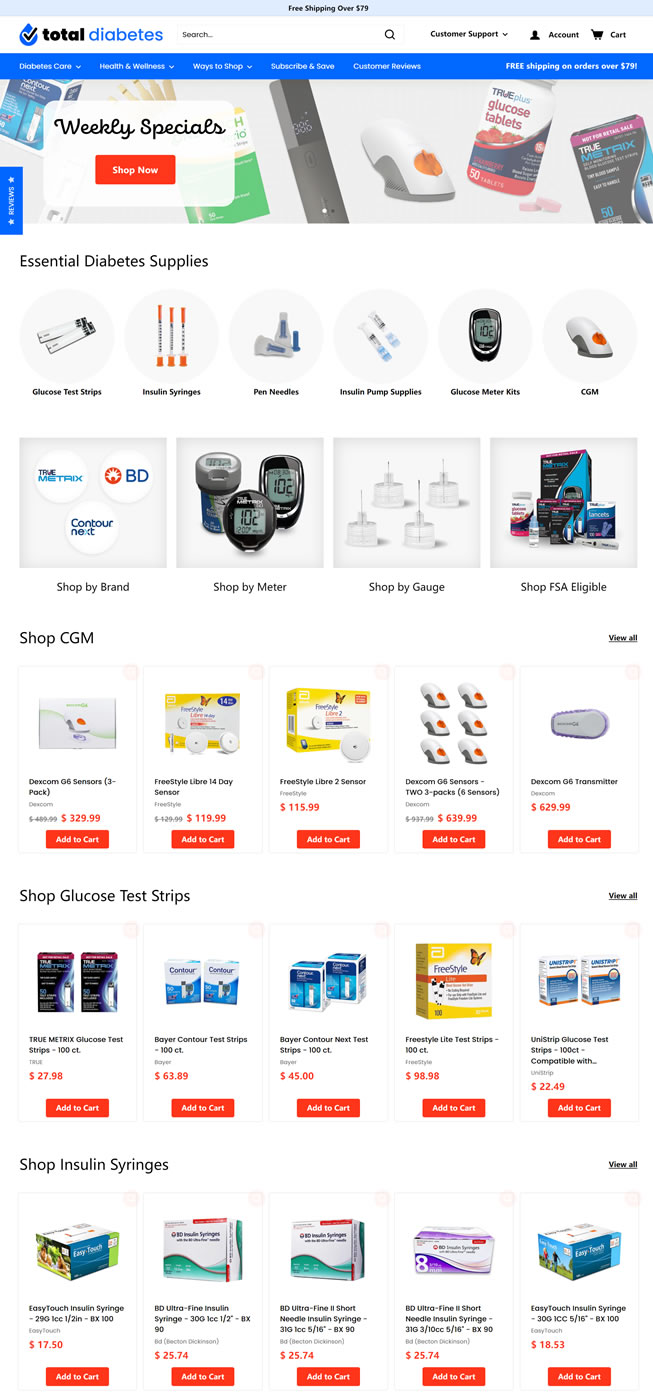 Free Shipping Over $79
total diabetes
Search...
Customer Support
Account
Cart
Diabetes Care
Health & Wellness
Ways to Shop
Subscribe & Save
Customer Reviews
FREE shipping on orders over $79!
Weekly Specials
Shop Now
TRUEplus
glucose
tablets
STRAWBERRY
50 TABLETS
NOT FOR RETAIL SALE
TRUE
METRIX
50
★ REVIEWS ★
Essential Diabetes Supplies
Glucose Test Strips
Insulin Syringes
Pen Needles
Insulin Pump Supplies
Glucose Meter Kits
CGM
TRUE
METRIX
BD
Contour
next
Shop by Brand
Shop by Meter
Shop by Gauge
Shop FSA Eligible
Shop CGM
View all
Dexcom G6 Sensors (3-
Pack)
Dexcom
$ 489.99 $ 329.99
Add to Cart
FreeStyle Libre 14 Day
Sensor
FreeStyle
$ 129.99 $ 119.99
Add to Cart
FreeStyle Libre 2 Sensor
FreeStyle
$ 115.99
Add to Cart
Dexcom G6 Sensors -
TWO 3-packs (6 Sensors)
Dexcom
$ 937.99 $ 639.99
Add to Cart
Dexcom G6 Transmitter
Dexcom
$ 629.99
Add to Cart
Shop Glucose Test Strips
View all
TRUE METRIX Glucose Test
Strips - 100 ct.
TRUE
$ 27.98
Add to Cart
Bayer Contour Test Strips
- 100 ct.
Bayer
$ 63.89
Add to Cart
Bayer Contour Next Test
Strips - 100 ct.
Bayer
$ 45.00
Add to Cart
Freestyle Lite Test Strips -
100 ct.
FreeStyle
$ 98.98
Add to Cart
UniStrip Glucose Test
Strips - 100ct -
Compatible with...
UniStrip
$ 22.49
Add to Cart
Shop Insulin Syringes
View all
EasyTouch Insulin Syringe
- 29G 1cc 1/2in - BX 100
EasyTouch
$ 17.50
Add to Cart
BD Ultra-Fine Insulin
Syringe - 30G 1cc 1/2" - BX
90
Bd (Becton Dickinson)
$ 25.74
Add to Cart
BD Ultra-Fine II Short
Needle Insulin Syringe -
31G 1cc 5/16" - BX 90
Bd (Becton Dickinson)
$ 25.74
Add to Cart
BD Ultra-Fine II Short
Needle Insulin Syringe -
31G 3/10cc 5/16" - BX 90
Bd (Becton Dickinson)
$ 25.74
Add to Cart
EasyTouch Insulin Syringe
- 30G 1CC 5/16" - BX 100
EasyTouch
$ 18.53
Add to Cart